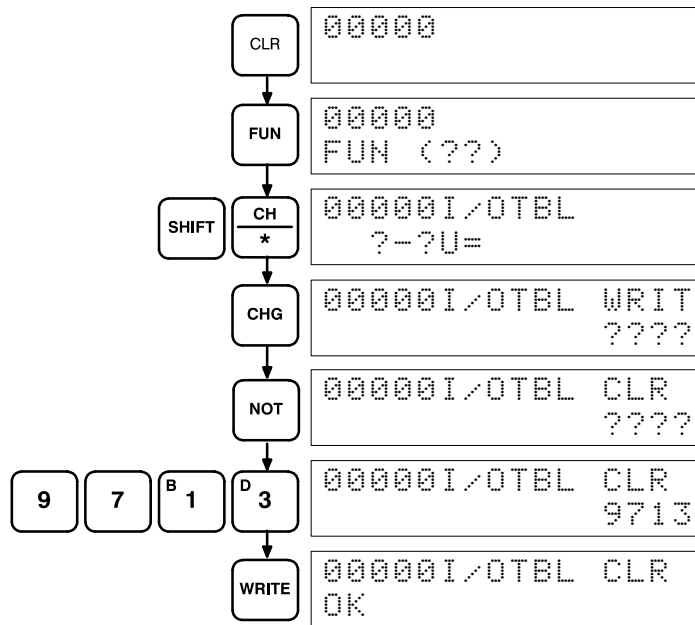 CLR
00000
FUN
00000
FUN (??)
SHIFT
CH
*
00000I/OTBL
?-?U=
CHG
00000I/OTBL WRIT
????
NOT
00000I/OTBL CLR
????
9
7
B 1
D 3
00000I/OTBL CLR
9713
WRITE
00000I/OTBL CLR
OK